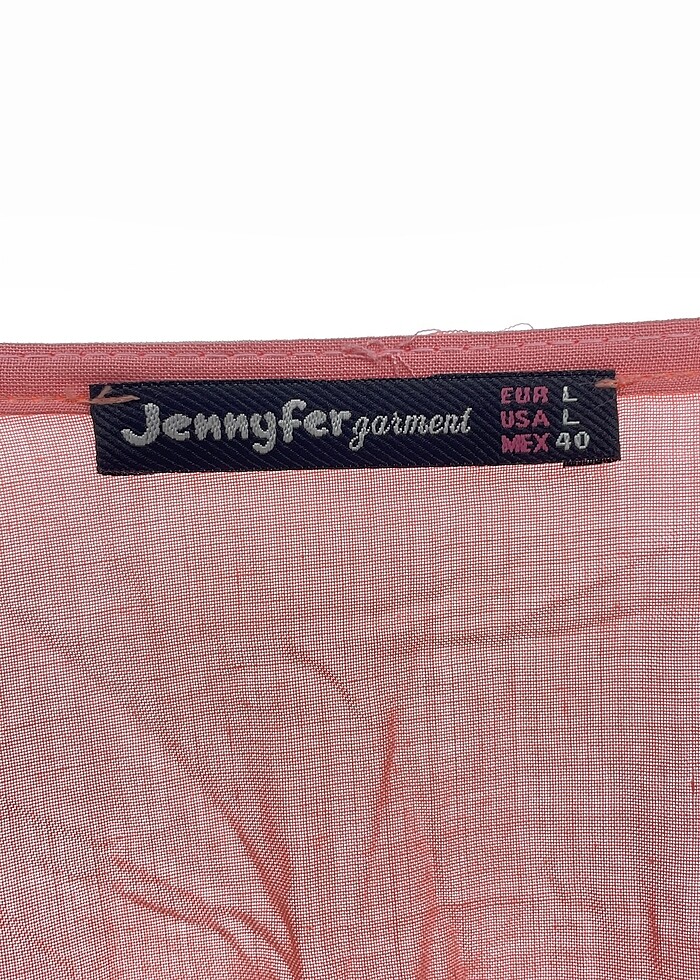 Jennyfer garment
EUR L
USA L
MEX 40